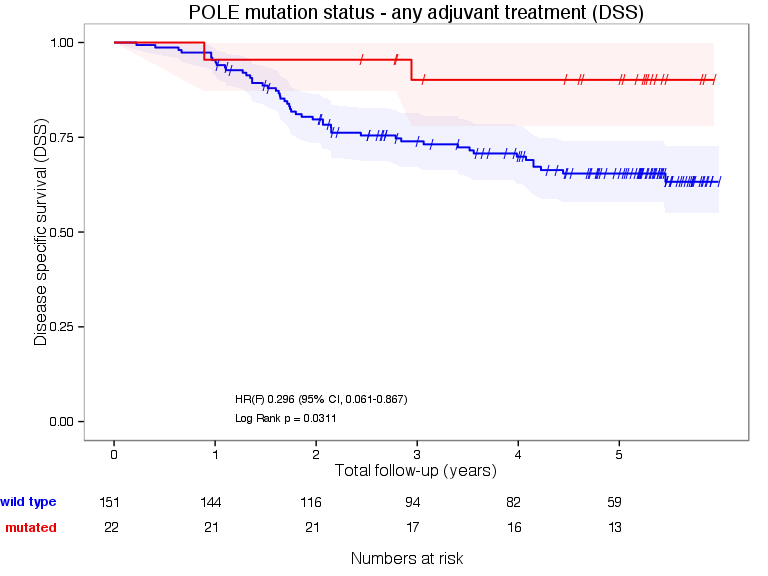 POLE mutation status - any adjuvant treatment (DSS)
1.00
0.75
0.50
0.25
0.00
Disease specific survival (DSS)
HR(F) 0.296 (95% CI, 0.061-0.867)
Log Rank p = 0.0311
0 1 2 3 4 5
Total follow-up (years)
wild type 151 144 116 94 82 59
mutated 22 21 21 17 16 13
Numbers at risk